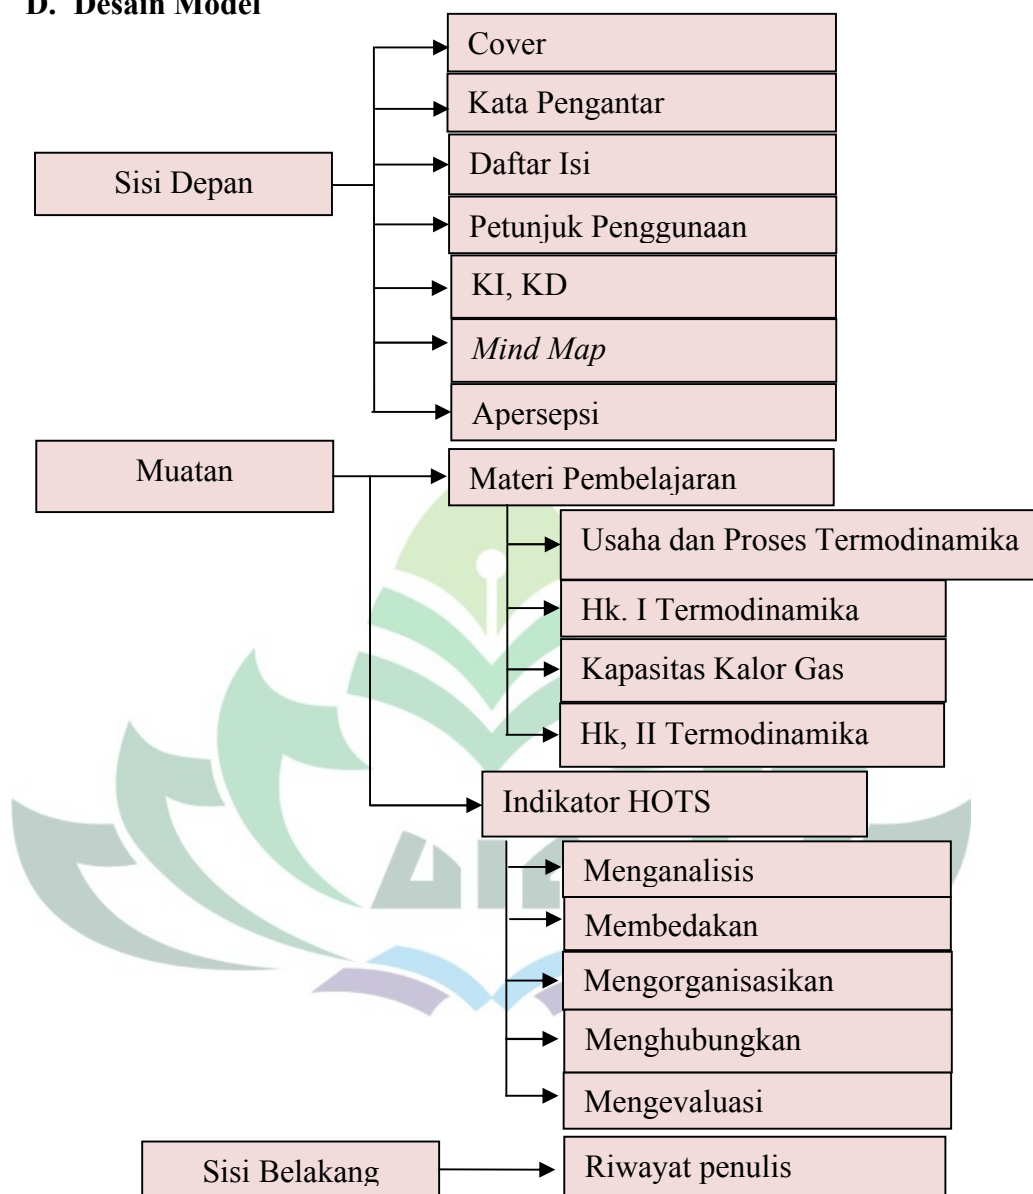 D. Desain Model
Cover
Kata Pengantar
Daftar Isi
Sisi Depan
Petunjuk Penggunaan
KI, KD
Mind Map
Apersepsi
Muatan
Materi Pembelajaran
Usaha dan Proses Termodinamika
Hk. I Termodinamika
Kapasitas Kalor Gas
Hk, II Termodinamika
Indikator HOTS
Menganalisis
Membedakan
Mengorganisasikan
Menghubungkan
Mengevaluasi
Sisi Belakang
Riwayat penulis